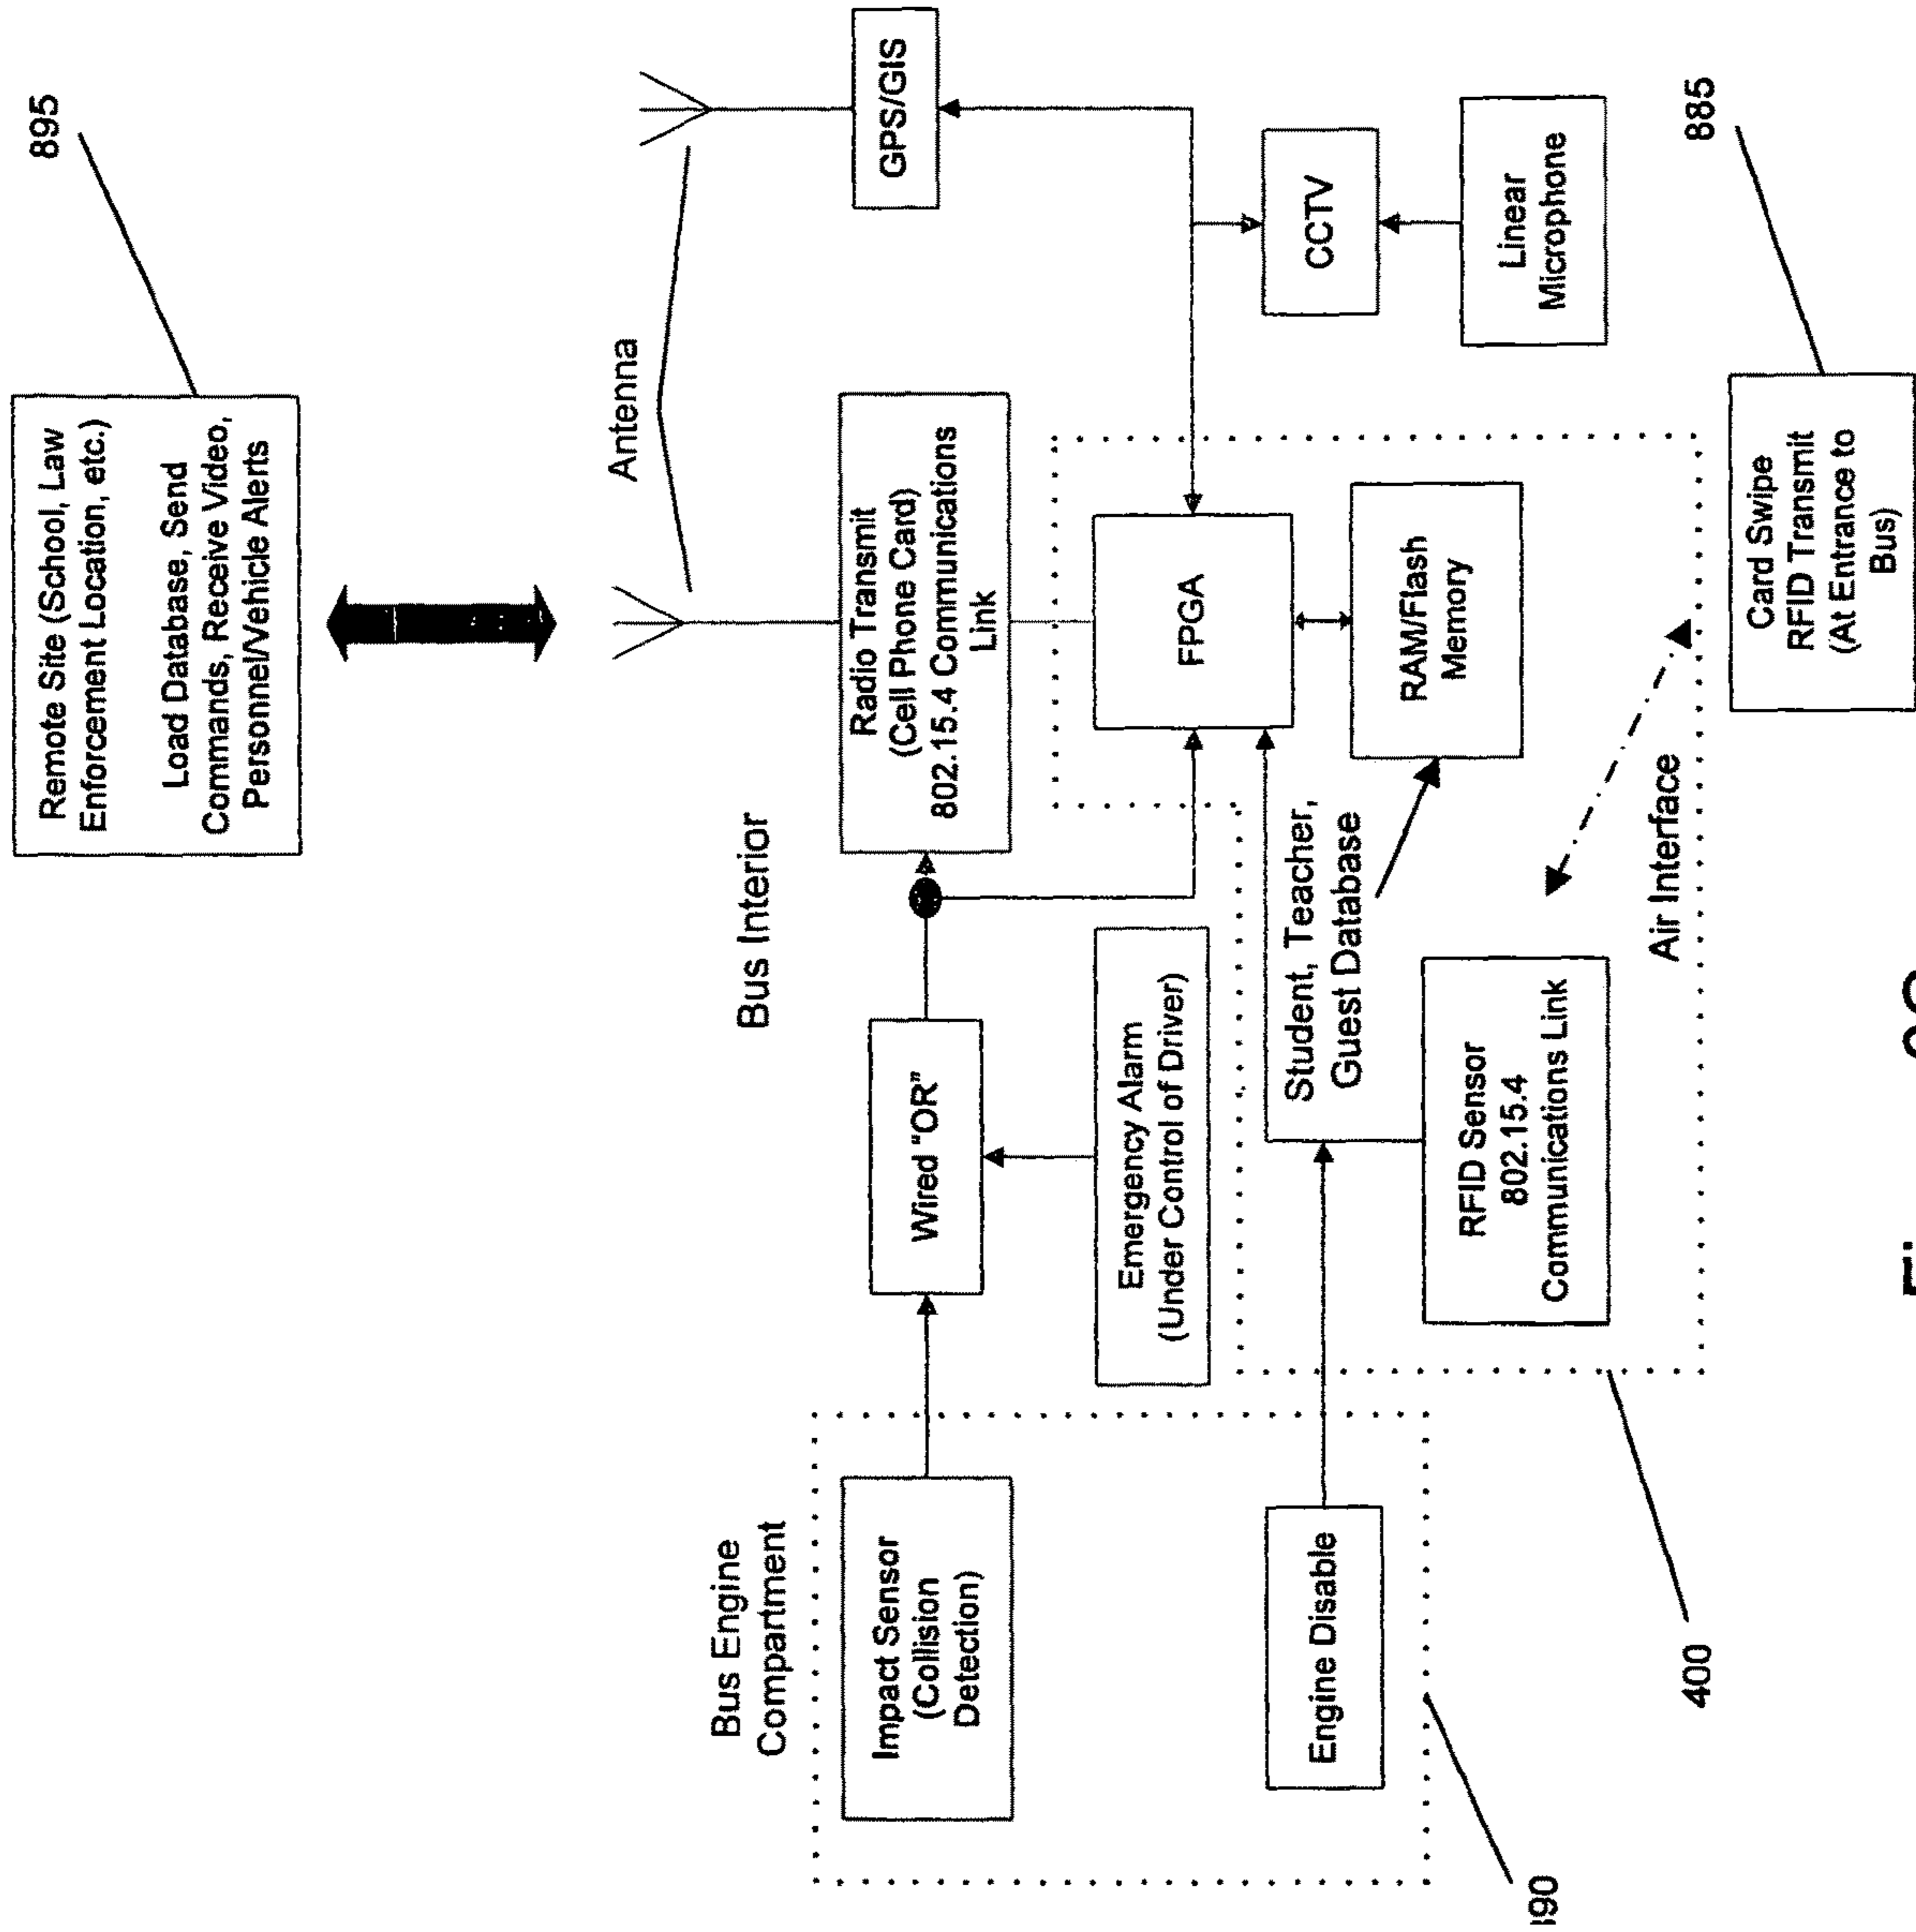 895
Remote Site (School, Law
Enforcement Location, etc.)
Load Database, Send
Commands, Receive Video,
Personnel/Vehicle Alerts
Antenna
Bus Interior
Bus Engine
Compartment
Impact Sensor
(Collision
Detection)
Wired "OR"
Radio Transmit
(Cell Phone Card)
802.15.4 Communications
Link
GPS/GIS
Emergency Alarm
(Under Control of Driver)
FPGA
CCTV
Engine Disable
Student, Teacher,
Guest Database
RAM/Flash
Memory
Linear
Microphone
RFID Sensor
802.15.4
Communications Link
Air Interface
400
885
Card Swipe
RFID Transmit
(At Entrance to
Bus)